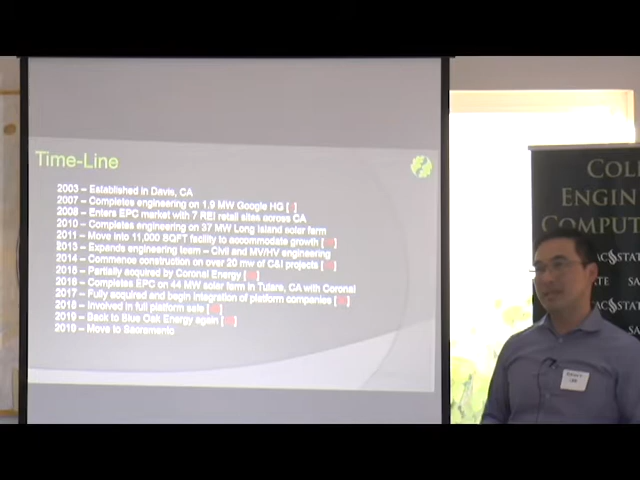 Time-Line
2003 – Established in Davis, CA
2007 – Completes engineering on 1.9 MW Google HQ [ ]
2008 – Enters EPC market with 7 REI retail sites across CA
2010 – Completes engineering on 37 MW Long Island solar farm
2011 – Move into 11,000 SQFT facility to accommodate growth [ ]
2013 – Expands engineering team – Civil and MV/HV engineering
2014 – Commence construction on over 20 mw of C&I projects [ ]
– Partially acquired by Coronal Energy [ ]
2016 – Completes EPC on 44 MW solar farm in Tulare, CA with Coronal
2017 – Fully acquired and begin integration of platform companies [ ]
2018 – Involved in full platform sale [ ]
2019 – Back to Blue Oak Energy again [ ]
2019 – Move to Sacramento
COL
ENGIN
COMPUT